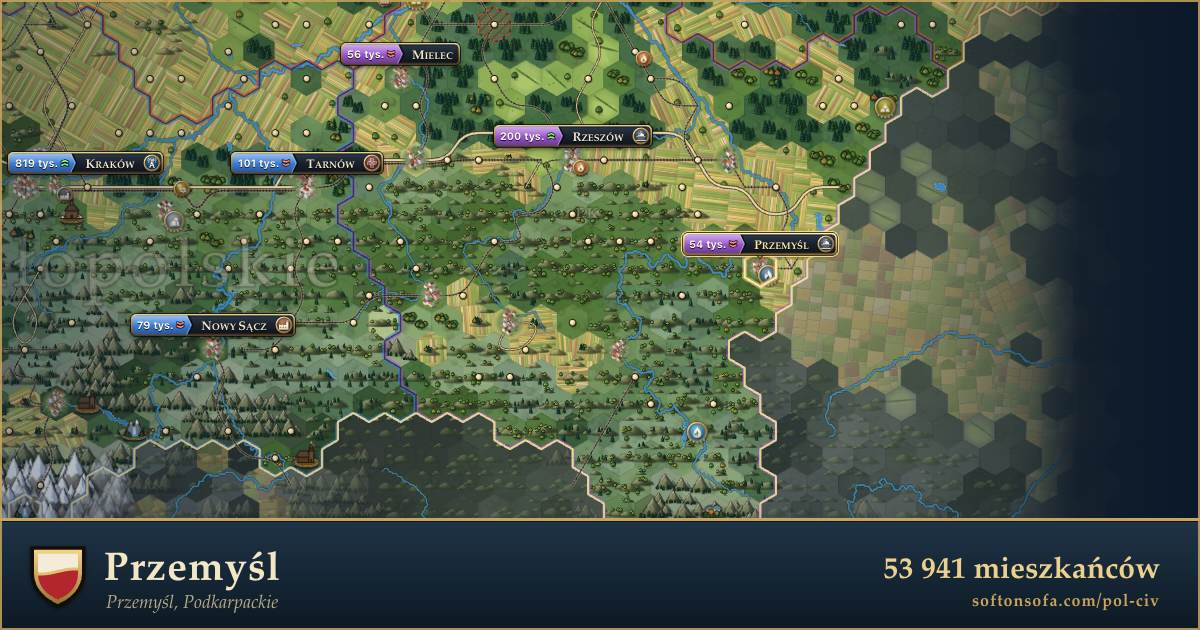 56 tys. Mielec
200 tys. Rzeszów
819 tys. Kraków
101 tys. Tarnów
54 tys. Przemyśl
łopolskie
79 tys. Nowy Sącz
Przemyśl
Przemyśl, Podkarpackie
53 941 mieszkańców
softonsofa.com/pol-civ